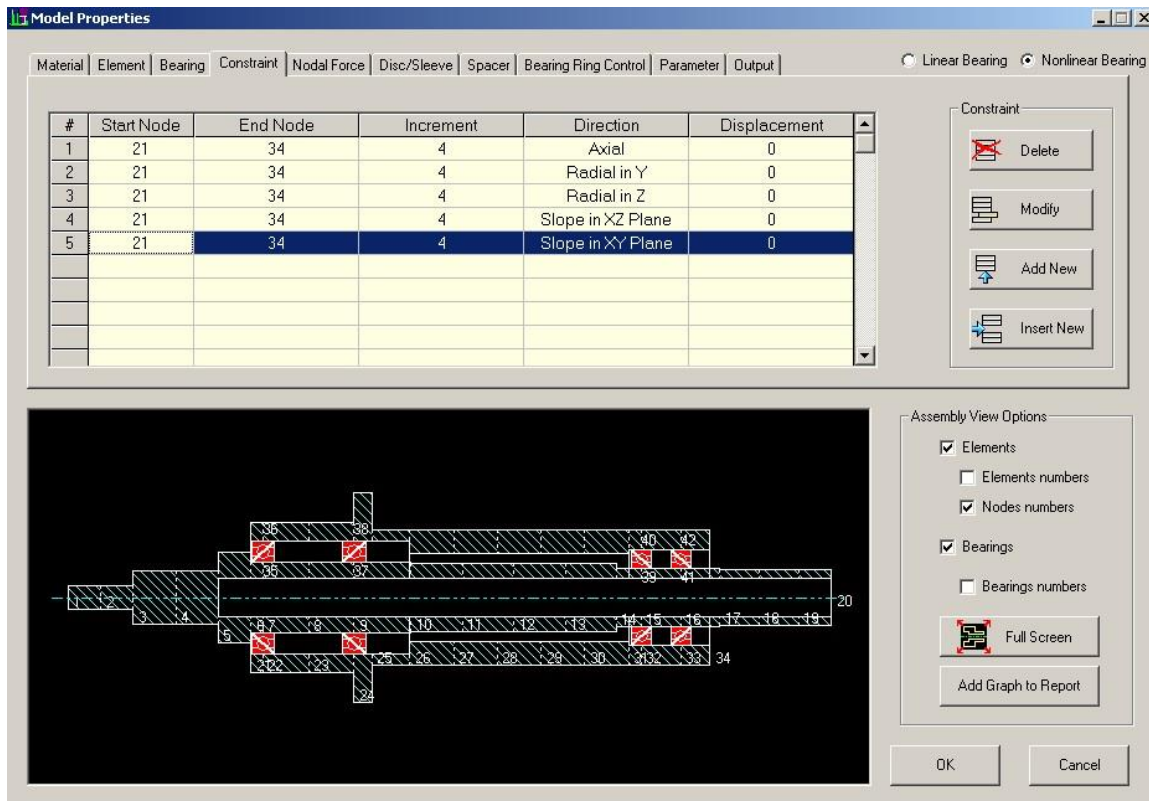 Model Properties
Material Element Bearing Constraint Nodal Force Disc/Sleeve Spacer Bearing Ring Control Parameter Output
Linear Bearing Nonlinear Bearing
# Start Node End Node Increment Direction Displacement
1 21 34 4 Axial 0
2 21 34 4 Radial in Y 0
3 21 34 4 Radial in Z 0
4 21 34 4 Slope in XZ Plane 0
5 21 34 4 Slope in XY Plane 0
Constraint
Delete
Modify
Add New
Insert New
36 38 40 42
35 37 39 41
1 2 3 4 5 6 7 8 9 10 11 12 13 14 15 16 17 18 19 20
21 22 23 24 25 26 27 28 29 30 31 32 33 34
Assembly View Options
Elements
Elements numbers
Nodes numbers
Bearings
Bearings numbers
Full Screen
Add Graph to Report
OK Cancel